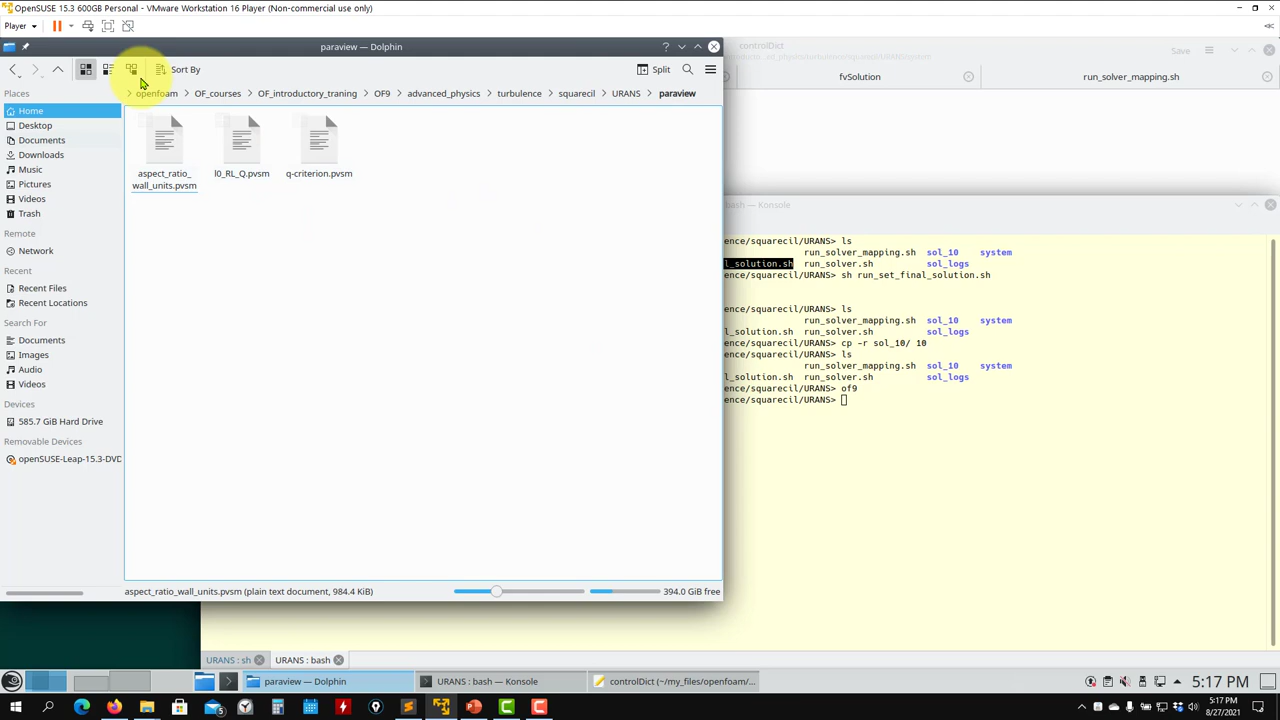 OpenSUSE 15.3 600GB Personal - VMware Workstation 16 Player (Non-commercial use only)
Player
paraview — Dolphin
controlDict
Save
Sort By
Split
fvSolution
run_solver_mapping.sh
Places
openfoam
OF_courses
OF_introductory_traning
OF9
advanced_physics
turbulence
squarecil
URANS
paraview
Home
Desktop
Documents
Downloads
Music
Pictures
Videos
Trash
Remote
Network
Recent
Recent Files
Recent Locations
Search For
Documents
Images
Audio
Videos
Devices
585.7 GiB Hard Drive
Removable Devices
openSUSE-Leap-15.3-DVD
aspect_ratio_
wall_units.pvsm
l0_RL_Q.pvsm
q-criterion.pvsm
bash — Konsole
ence/squarecil/URANS> ls
run_solver_mapping.sh sol_10 system
l_solution.sh run_solver.sh sol_logs
ence/squarecil/URANS> sh run_set_final_solution.sh
ence/squarecil/URANS> ls
run_solver_mapping.sh sol_10 system
l_solution.sh run_solver.sh sol_logs
ence/squarecil/URANS> cp -r sol_10/ 10
ence/squarecil/URANS> ls
run_solver_mapping.sh sol_10 system
l_solution.sh run_solver.sh sol_logs
ence/squarecil/URANS> of9
ence/squarecil/URANS>
aspect_ratio_wall_units.pvsm (plain text document, 984.4 KiB)
394.0 GiB free
URANS : sh
URANS : bash
paraview — Dolphin
URANS : bash — Konsole
controlDict (~/my_files/openfoam/...
5:17 PM
5:17 PM
8/27/2021